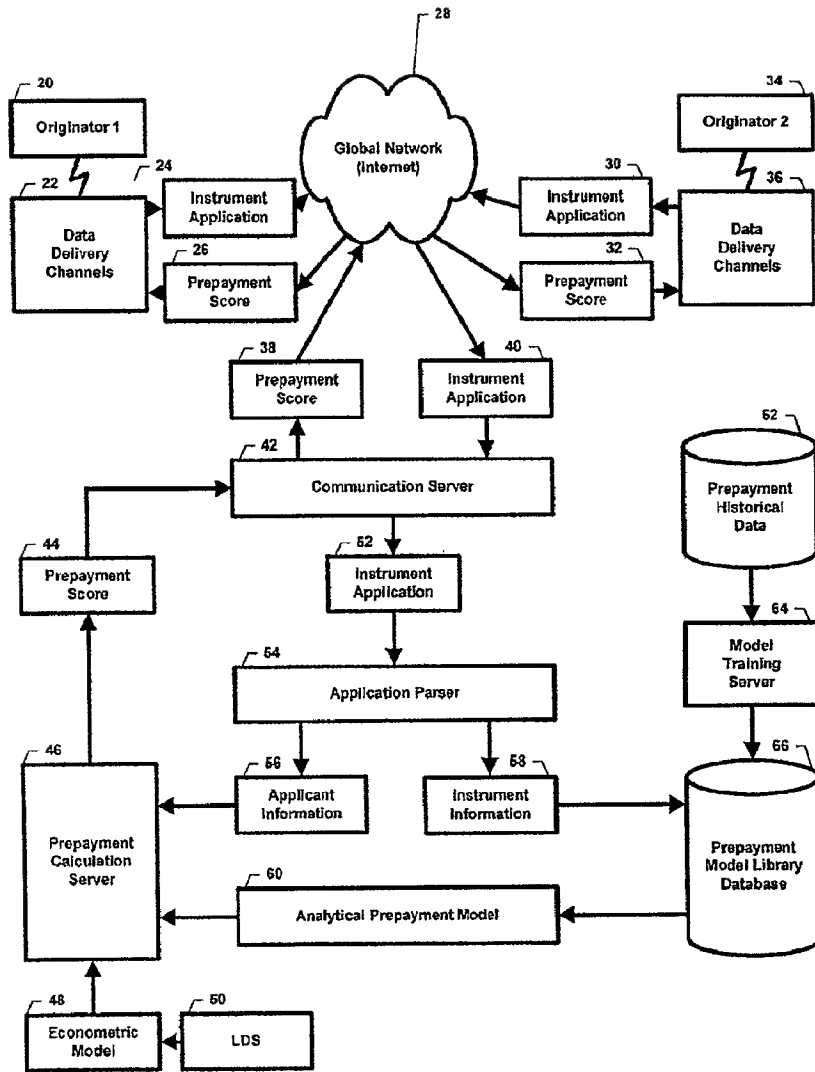 28
20
Originator 1
34
Originator 2
Global Network
(Internet)
22
24
Data
Delivery
Channels
Instrument
Application
26
Prepayment
Score
30
Instrument
Application
32
Prepayment
Score
36
Data
Delivery
Channels
38
Prepayment
Score
40
Instrument
Application
42
Communication Server
62
Prepayment
Historical
Data
44
Prepayment
Score
52
Instrument
Application
64
Model
Training
Server
54
Application Parser
46
Prepayment
Calculation
Server
56
Applicant
Information
58
Instrument
Information
66
Prepayment
Model Library
Database
60
Analytical Prepayment Model
48
Econometric
Model
50
LDS